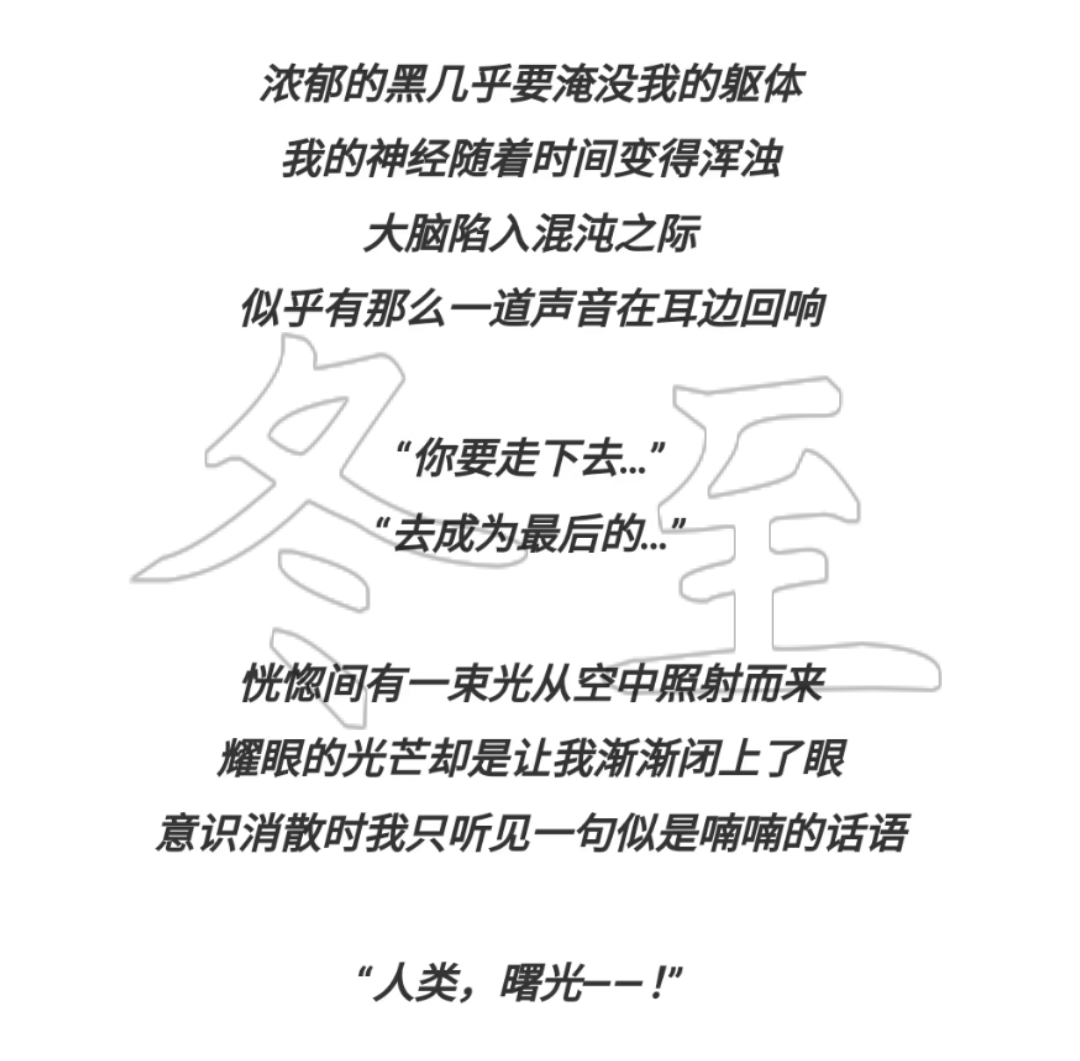 浓郁的黑几乎要淹没我的躯体
我的神经随着时间变得浑浊
大脑陷入混沌之际
似乎有那么一道声音在耳边回响
冬至
“你要走下去...”
“去成为最后的...”
恍惚间有一束光从空中照射而来
耀眼的光芒却是让我渐渐闭上了眼
意识消散时我只听见一句似是喃喃的话语
“人类，曙光——！”